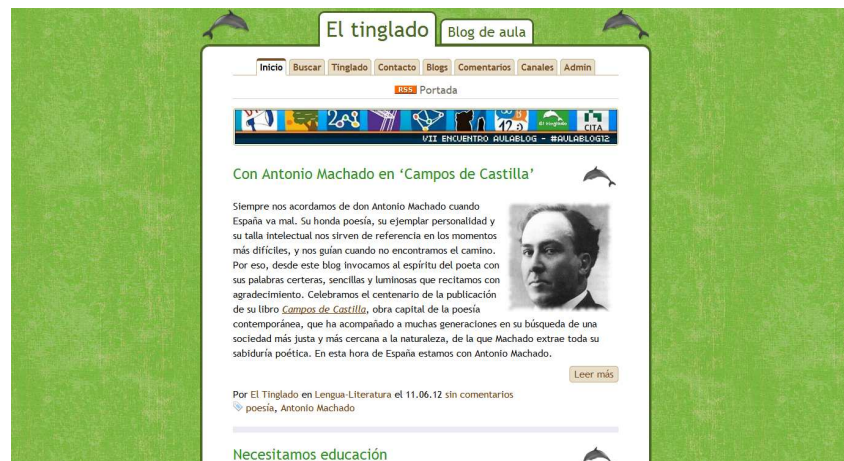 El tinglado Blog de aula
Inicio Buscar Tinglado Contacto Blogs Comentarios Canales Admin
RSS Portada
12:)
El tinglado
CITA
VII ENCUENTRO AULABLOG - #AULABLOG12
Con Antonio Machado en ‘Campos de Castilla’
Siempre nos acordamos de don Antonio Machado cuando
España va mal. Su honda poesía, su ejemplar personalidad y
su talla intelectual nos sirven de referencia en los momentos
más difíciles, y nos guían cuando no encontramos el camino.
Por eso, desde este blog invocamos al espíritu del poeta con
sus palabras certeras, sencillas y luminosas que recitamos con
agradecimiento. Celebramos el centenario de la publicación
de su libro Campos de Castilla, obra capital de la poesía
contemporánea, que ha acompañado a muchas generaciones en su búsqueda de una
sociedad más justa y más cercana a la naturaleza, de la que Machado extrae toda su
sabiduría poética. En esta hora de España estamos con Antonio Machado.
Leer más
Por El Tinglado en Lengua-Literatura el 11.06.12 sin comentarios
poesía, Antonio Machado
Necesitamos educación